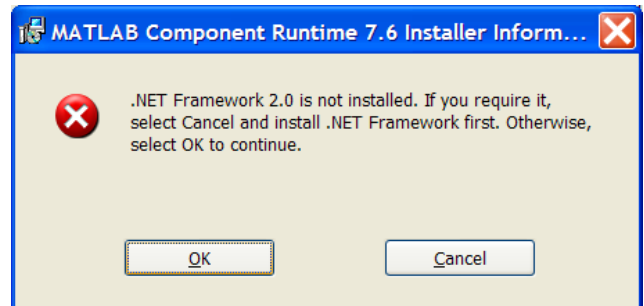 MATLAB Component Runtime 7.6 Installer Inform...
.NET Framework 2.0 is not installed. If you require it,
select Cancel and install .NET Framework first. Otherwise,
select OK to continue.
OK
Cancel